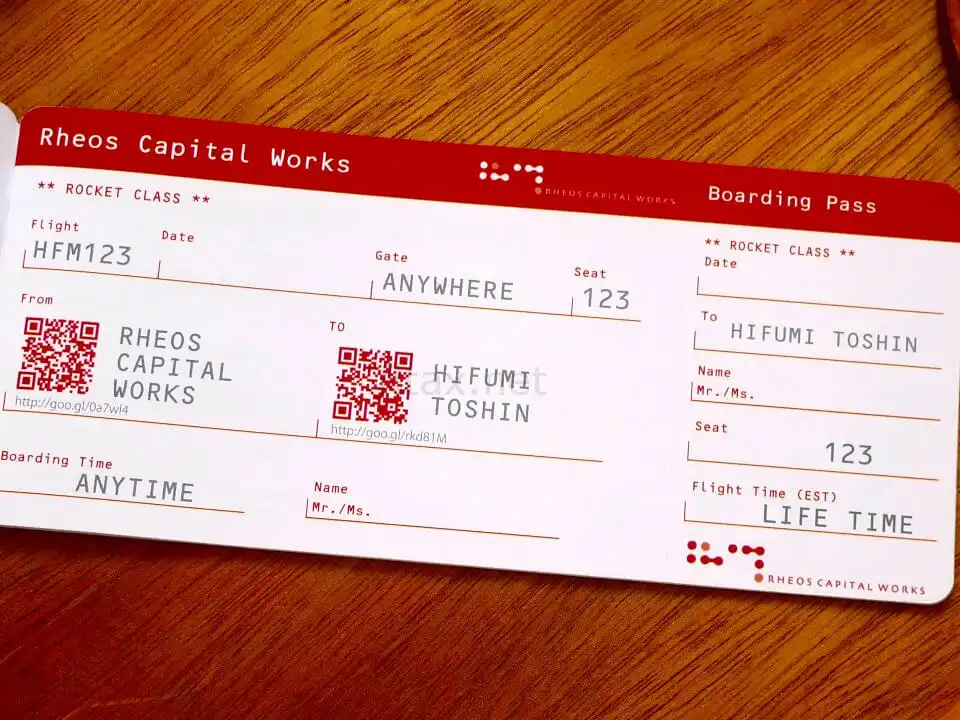 Rheos Capital Works
RHEOS CAPITAL WORKS
Boarding Pass
** ROCKET CLASS **
Flight
HFM123
Date
Gate
ANYWHERE
Seat
123
From
RHEOS
CAPITAL
WORKS
http://goo.gl/0a7wl4
TO
HIFUMI
TOSHIN
http://goo.gl/rkd81M
Boarding Time
ANYTIME
Name
Mr./Ms.
** ROCKET CLASS **
Date
To
HIFUMI TOSHIN
Name
Mr./Ms.
Seat
123
Flight Time (EST)
LIFE TIME
RHEOS CAPITAL WORKS